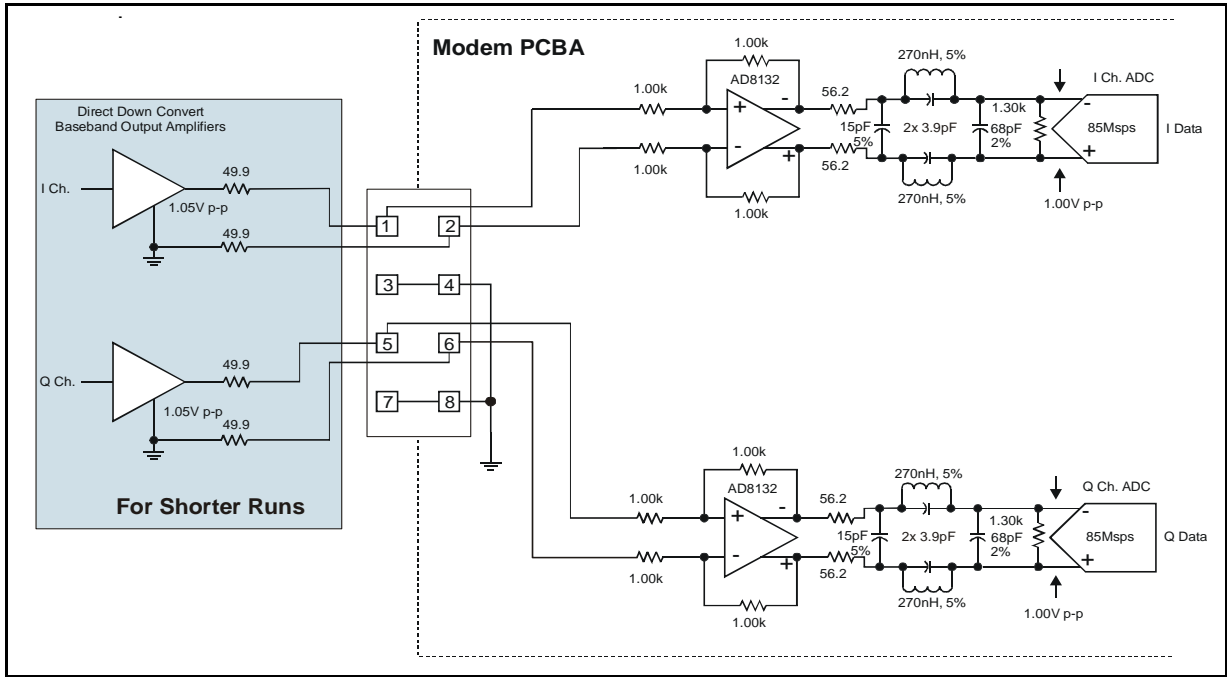 Modem PCBA
Direct Down Convert
Baseband Output Amplifiers
I Ch.
49.9
1.05V p-p
49.9
Q Ch.
49.9
1.05V p-p
49.9
For Shorter Runs
1
2
3
4
5
6
7
8
1.00k
1.00k
1.00k
AD8132
+
-
-
+
1.00k
56.2
56.2
15pF
5%
270nH, 5%
2x 3.9pF
270nH, 5%
68pF
2%
1.30k
I Ch. ADC
-
85Msps
+
I Data
1.00V p-p
1.00k
1.00k
1.00k
AD8132
+
-
-
+
1.00k
56.2
56.2
15pF
5%
270nH, 5%
2x 3.9pF
270nH, 5%
1.30k
68pF
2%
Q Ch. ADC
-
85Msps
+
Q Data
1.00V p-p